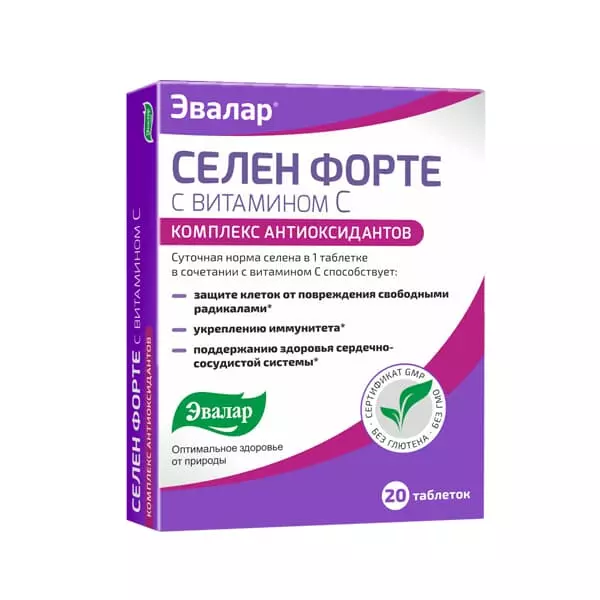 Эвалар®
СЕЛЕН ФОРТЕ
С ВИТАМИНОМ С
КОМПЛЕКС АНТИОКСИДАНТОВ
Суточная норма селена в 1 таблетке
в сочетании с витамином С способствует:
защите клеток от повреждения свободными
радикалами*
укреплению иммунитета*
поддержанию здоровья сердечно-
сосудистой системы*
Эвалар
Оптимальное здоровье
от природы
СЕРТИФИКАТ GMP
БЕЗ ГЛЮТЕНА • БЕЗ ГМО
20 таблеток
Эвалар
СЕЛЕН ФОРТЕ С ВИТАМИНОМ С
КОМПЛЕКС АНТИОКСИДАНТОВ